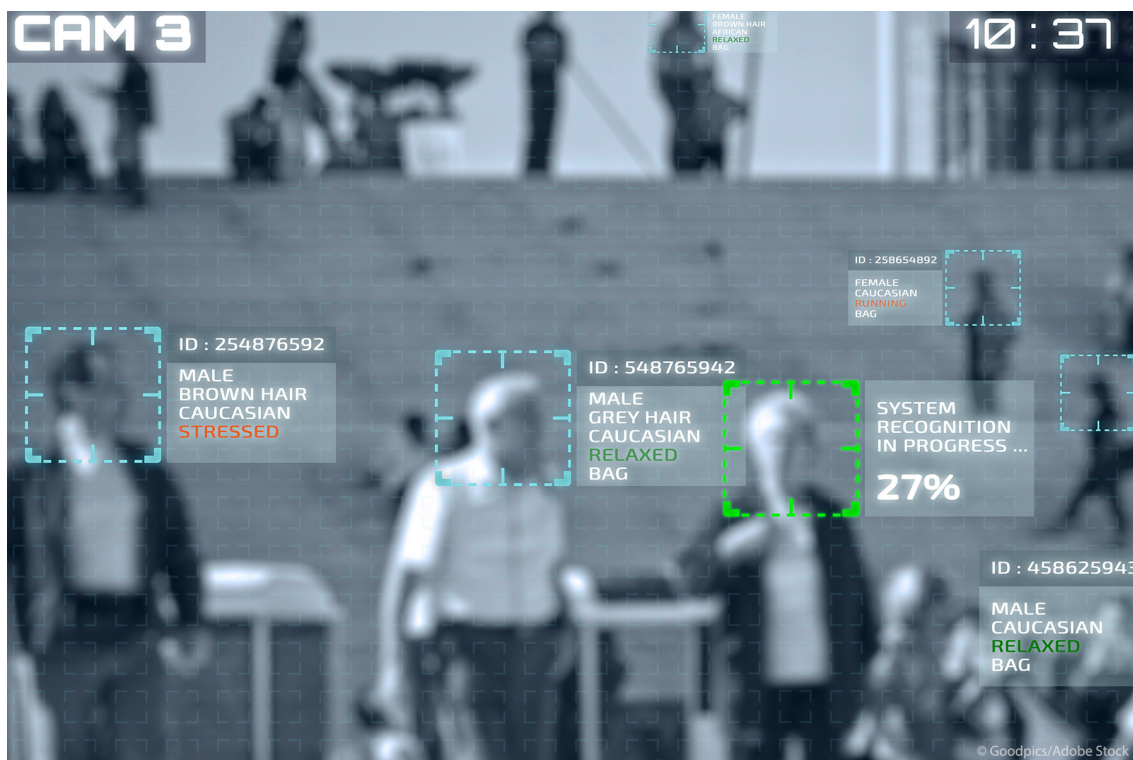 CAM 3
FEMALE
BROWN HAIR
AFRICAN
RELAXED
BAG
10 : 37
ID : 258654892
FEMALE
CAUCASIAN
RUNNING
BAG
ID : 254876592
MALE
BROWN HAIR
CAUCASIAN
STRESSED
ID : 548765942
MALE
GREY HAIR
CAUCASIAN
RELAXED
BAG
SYSTEM
RECOGNITION
IN PROGRESS ...
27%
ID : 458625943
MALE
CAUCASIAN
RELAXED
BAG
© Goodpics/Adobe Stock